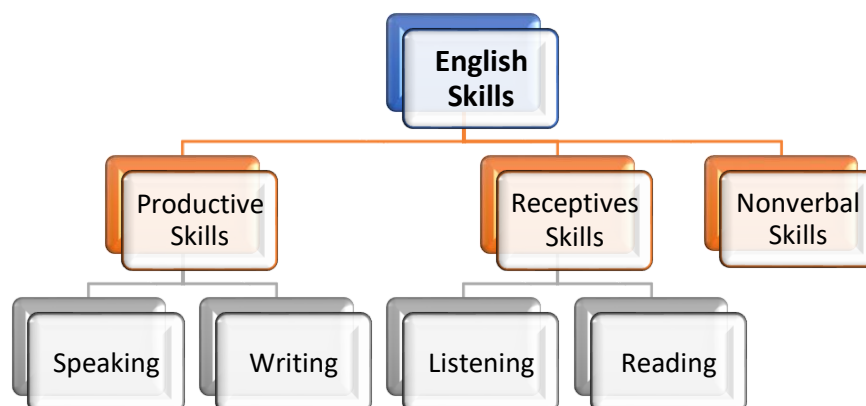 English
Skills
Productive
Skills
Receptives
Skills
Nonverbal
Skills
Speaking
Writing
Listening
Reading